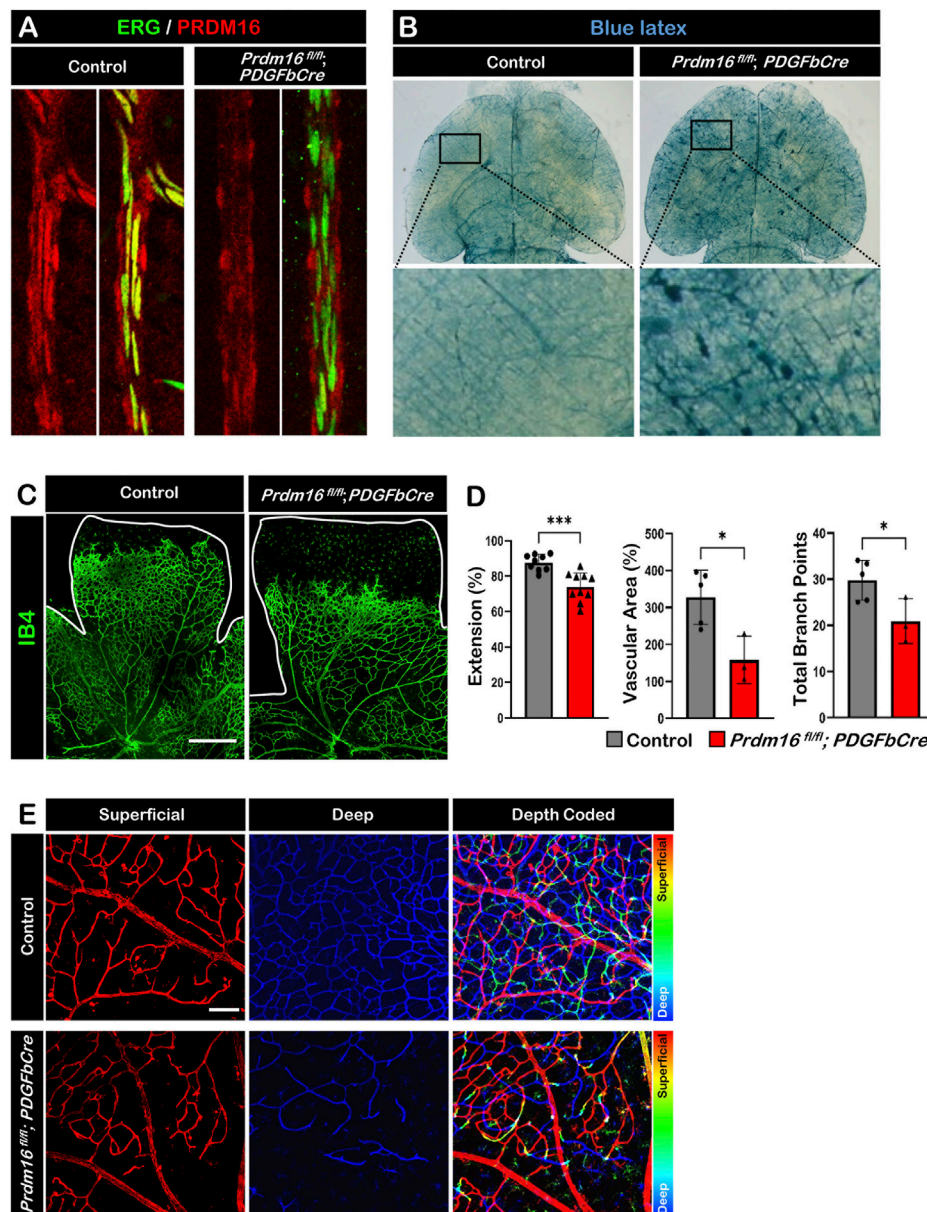 A
ERG / PRDM16
Control
Prdm16 fl/fl;
PDGFbCre
B
Blue latex
Control
Prdm16 fl/fl; PDGFbCre
C
Control
Prdm16 fl/fl; PDGFbCre
IB4
D
***
Extension (%)
100
80
60
40
20
0
*
Vascular Area (%)
500
400
300
200
100
0
*
Total Branch Points
40
30
20
10
0
Control
Prdm16 fl/fl; PDGFbCre
E
Superficial
Deep
Depth Coded
Control
Superficial
Deep
Prdm16 fl/fl; PDGFbCre
Superficial
Deep